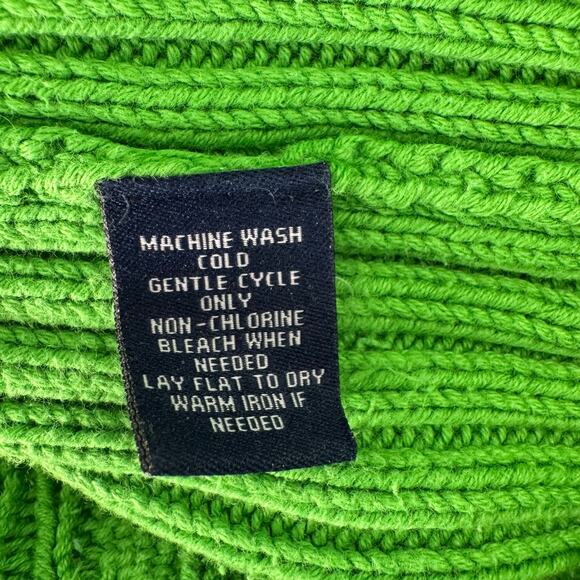 MACHINE WASH
COLD
GENTLE CYCLE
ONLY
NON-CHLORINE
BLEACH WHEN
NEEDED
LAY FLAT TO DRY
WARM IRON IF
NEEDED